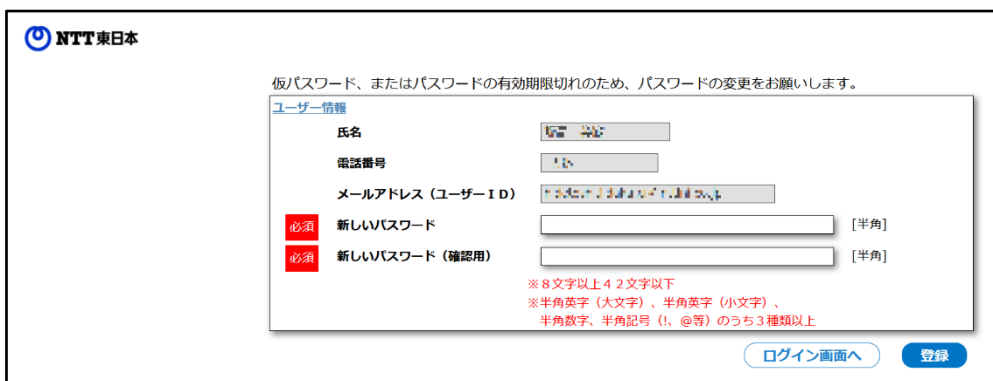 NTT東日本
仮パスワード、またはパスワードの有効期限切れのため、パスワードの変更をお願いします。
ユーザー情報
氏名
電話番号
メールアドレス（ユーザーＩＤ）
必須 新しいパスワード [半角]
必須 新しいパスワード（確認用） [半角]
※８文字以上４２文字以下
※半角英字（大文字）、半角英字（小文字）、
半角数字、半角記号（!、@等）のうち３種類以上
ログイン画面へ 登録